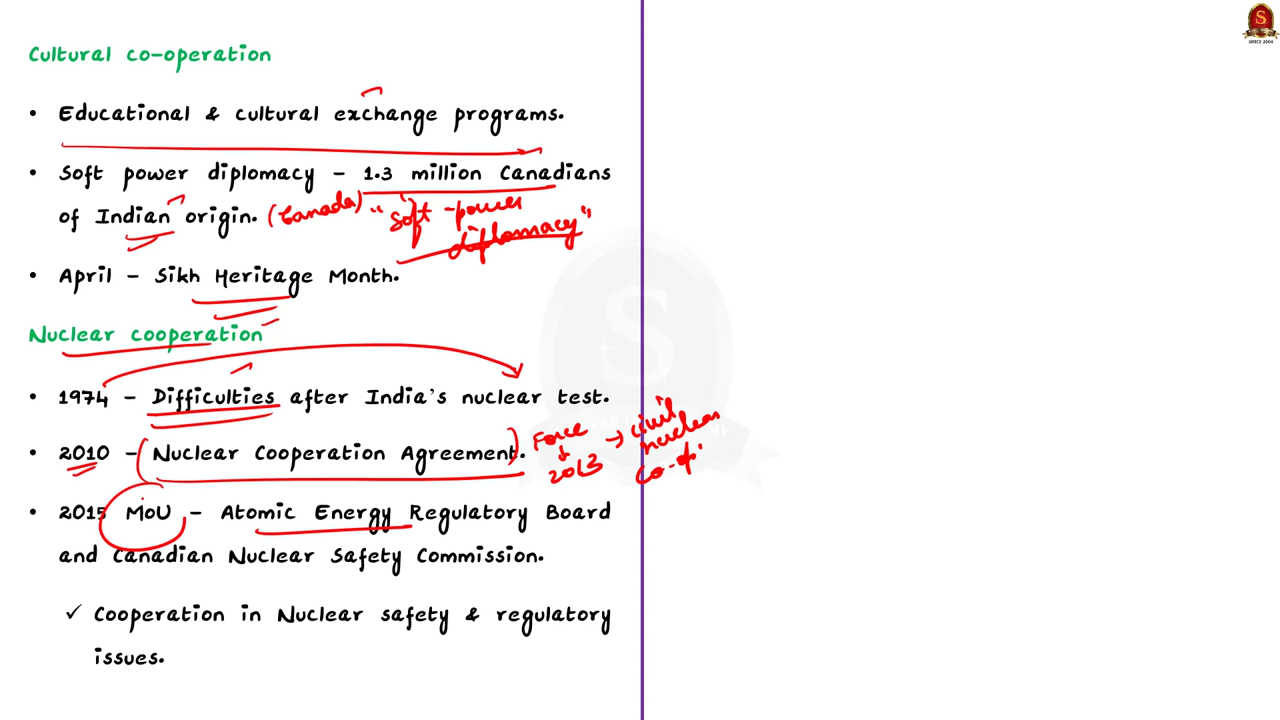 Cultural co-operation
• Educational & cultural exchange programs.
• Soft power diplomacy – 1.3 million Canadians
of Indian origin. (Canada) "Soft-power
diplomacy"
• April – Sikh Heritage Month.
Nuclear cooperation
• 1974 – Difficulties after India's nuclear test.
• 2010 – (Nuclear Cooperation Agreement.) Force ↓ 2013 → civil nuclear co-op.
• 2015 MoU – Atomic Energy Regulatory Board
and Canadian Nuclear Safety Commission.
✓ Cooperation in Nuclear safety & regulatory
issues.
S
SINCE 2004
S